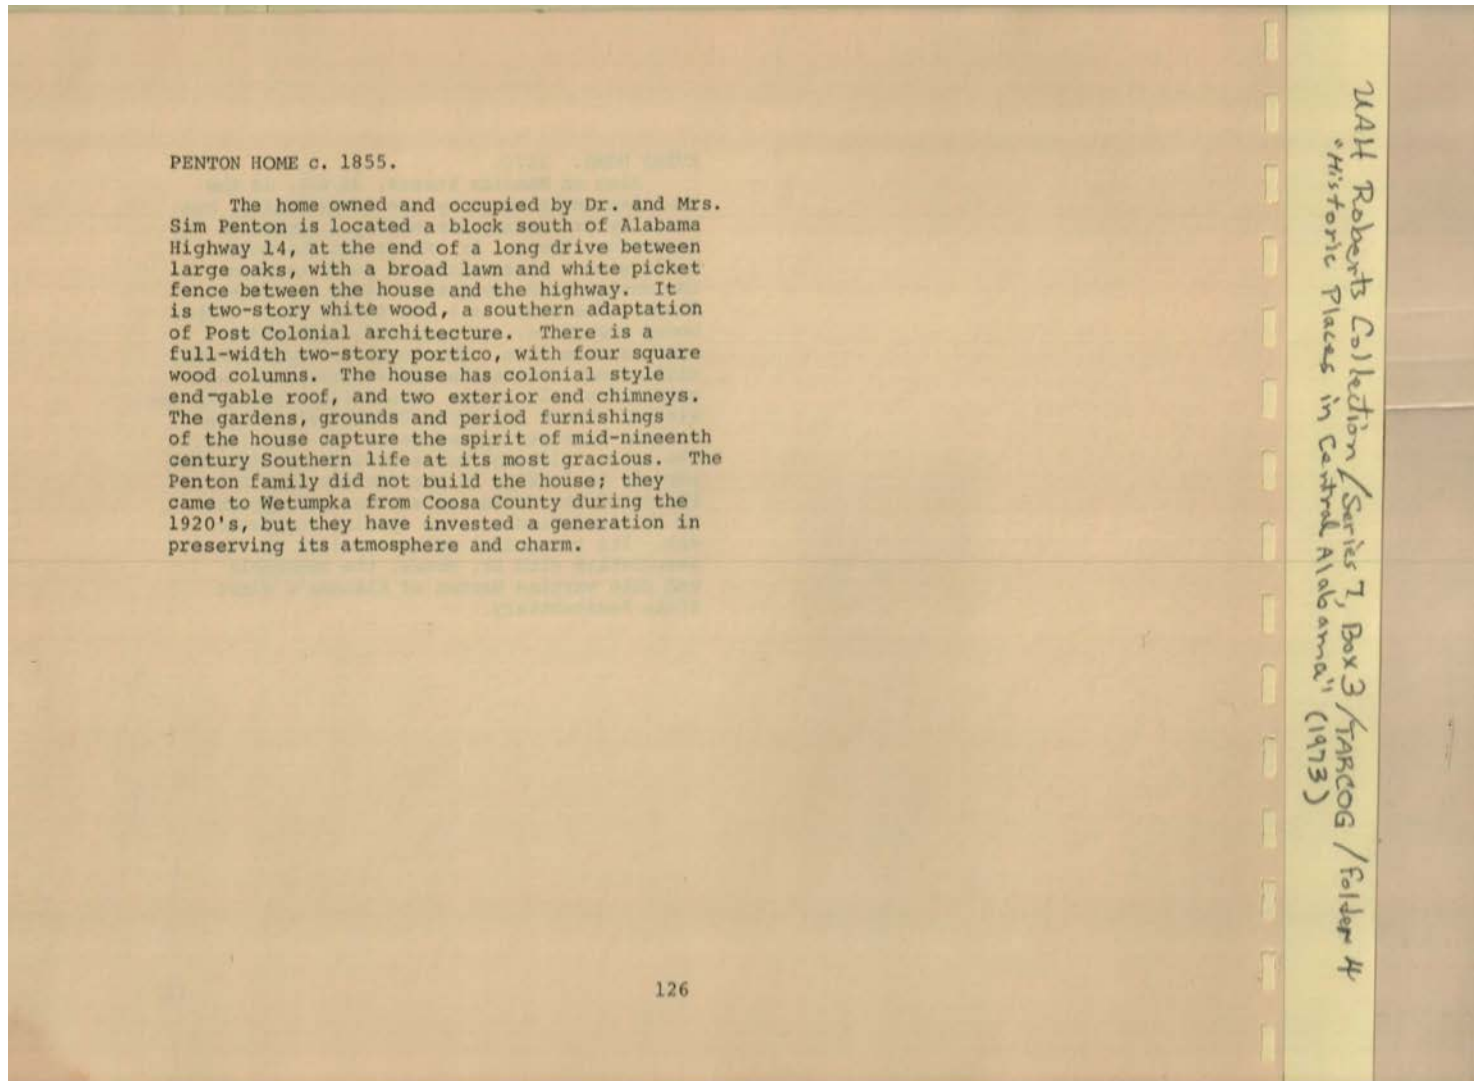 PENTON HOME c. 1855.
The home owned and occupied by Dr. and Mrs.
Sim Penton is located a block south of Alabama
Highway 14, at the end of a long drive between
large oaks, with a broad lawn and white picket
fence between the house and the highway. It
is two-story white wood, a southern adaptation
of Post Colonial architecture. There is a
full-width two-story portico, with four square
wood columns. The house has colonial style
end-gable roof, and two exterior end chimneys.
The gardens, grounds and period furnishings
of the house capture the spirit of mid-nineenth
century Southern life at its most gracious. The
Penton family did not build the house; they
came to Wetumpka from Coosa County during the
1920's, but they have invested a generation in
preserving its atmosphere and charm.
126
UAH Roberts Collection/Series 7, Box 3/TARCOG/Folder 4
"Historic Places in Central Alabama" (1973)